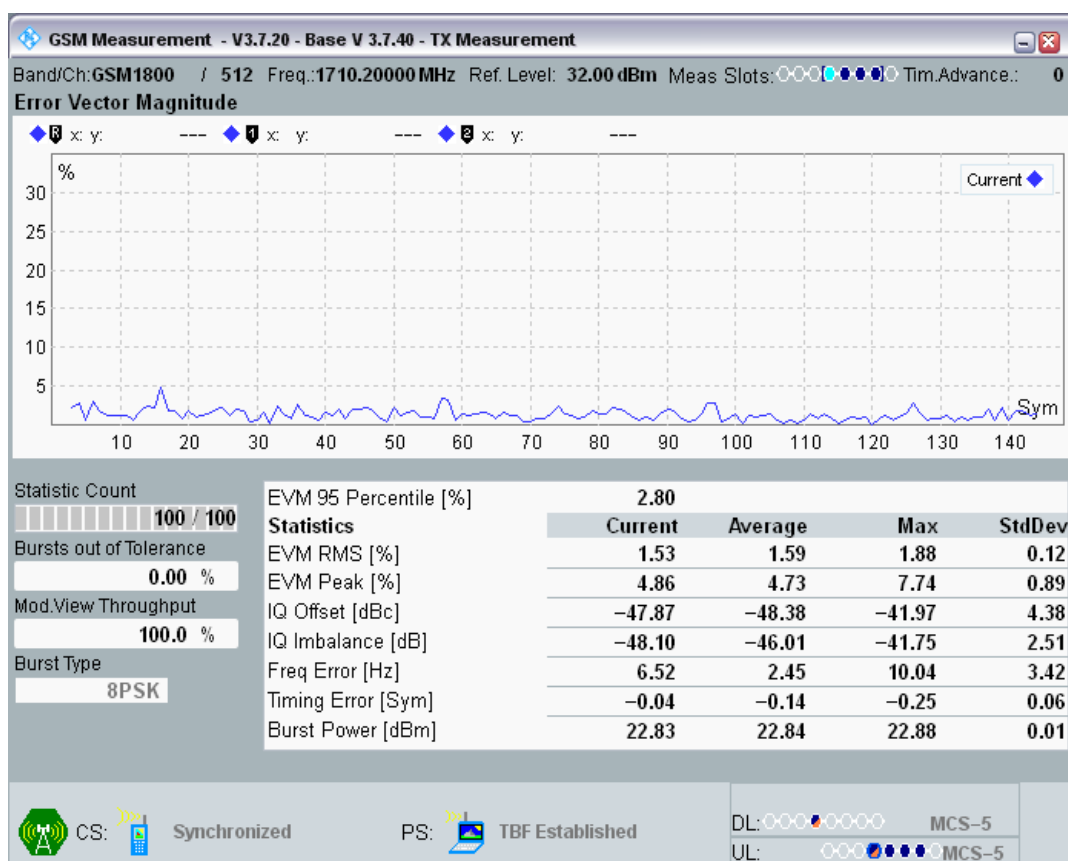 GSM Measurement - V3.7.20 - Base V 3.7.40 - TX Measurement
Band/Ch:GSM1800 / 512 Freq.:1710.20000MHz Ref. Level: 32.00 dBm Meas Slots: Tim.Advance.: 0
Error Vector Magnitude
R x: y: --- 1 x: y: --- 2 x: y: ---
%
Current
30
25
20
15
10
5
Sym
10 20 30 40 50 60 70 80 90 100 110 120 130 140
Statistic Count
100 / 100
Bursts out of Tolerance
0.00 %
Mod.View Throughput
100.0 %
Burst Type
8PSK
EVM 95 Percentile [%] 2.80
Statistics Current Average Max StdDev
EVM RMS [%] 1.53 1.59 1.88 0.12
EVM Peak [%] 4.86 4.73 7.74 0.89
IQ Offset [dBc] −47.87 −48.38 −41.97 4.38
IQ Imbalance [dB] −48.10 −46.01 −41.75 2.51
Freq Error [Hz] 6.52 2.45 10.04 3.42
Timing Error [Sym] −0.04 −0.14 −0.25 0.06
Burst Power [dBm] 22.83 22.84 22.88 0.01
CS: Synchronized PS: TBF Established
DL: MCS−5
UL: MCS−5